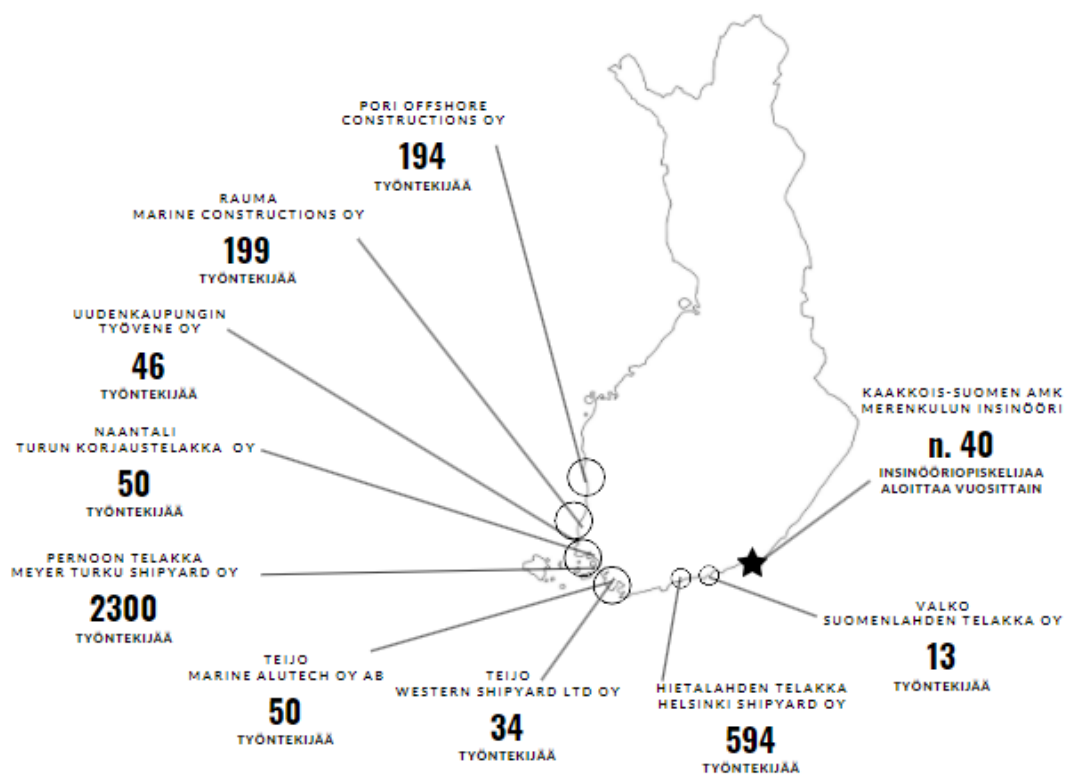 PORI OFFSHORE
CONSTRUCTIONS OY
194
TYÖNTEKIJÄÄ
RAUMA
MARINE CONSTRUCTIONS OY
199
TYÖNTEKIJÄÄ
UUDENKAUPUNGIN
TYÖVENE OY
46
TYÖNTEKIJÄÄ
NAANTALI
TURUN KORJAUSTELAKKA OY
50
TYÖNTEKIJÄÄ
PERNOON TELAKKA
MEYER TURKU SHIPYARD OY
2300
TYÖNTEKIJÄÄ
TEIJO
MARINE ALUTECH OY AB
50
TYÖNTEKIJÄÄ
TEIJO
WESTERN SHIPYARD LTD OY
34
TYÖNTEKIJÄÄ
HIETALAHDEN TELAKKA
HELSINKI SHIPYARD OY
594
TYÖNTEKIJÄÄ
VALKO
SUOMENLAHDEN TELAKKA OY
13
TYÖNTEKIJÄÄ
KAAKKOIS-SUOMEN AMK
MERENKULUN INSINÖÖRI
n. 40
INSINÖÖRIOPISKELIJAA
ALOITTAA VUOSITTAIN